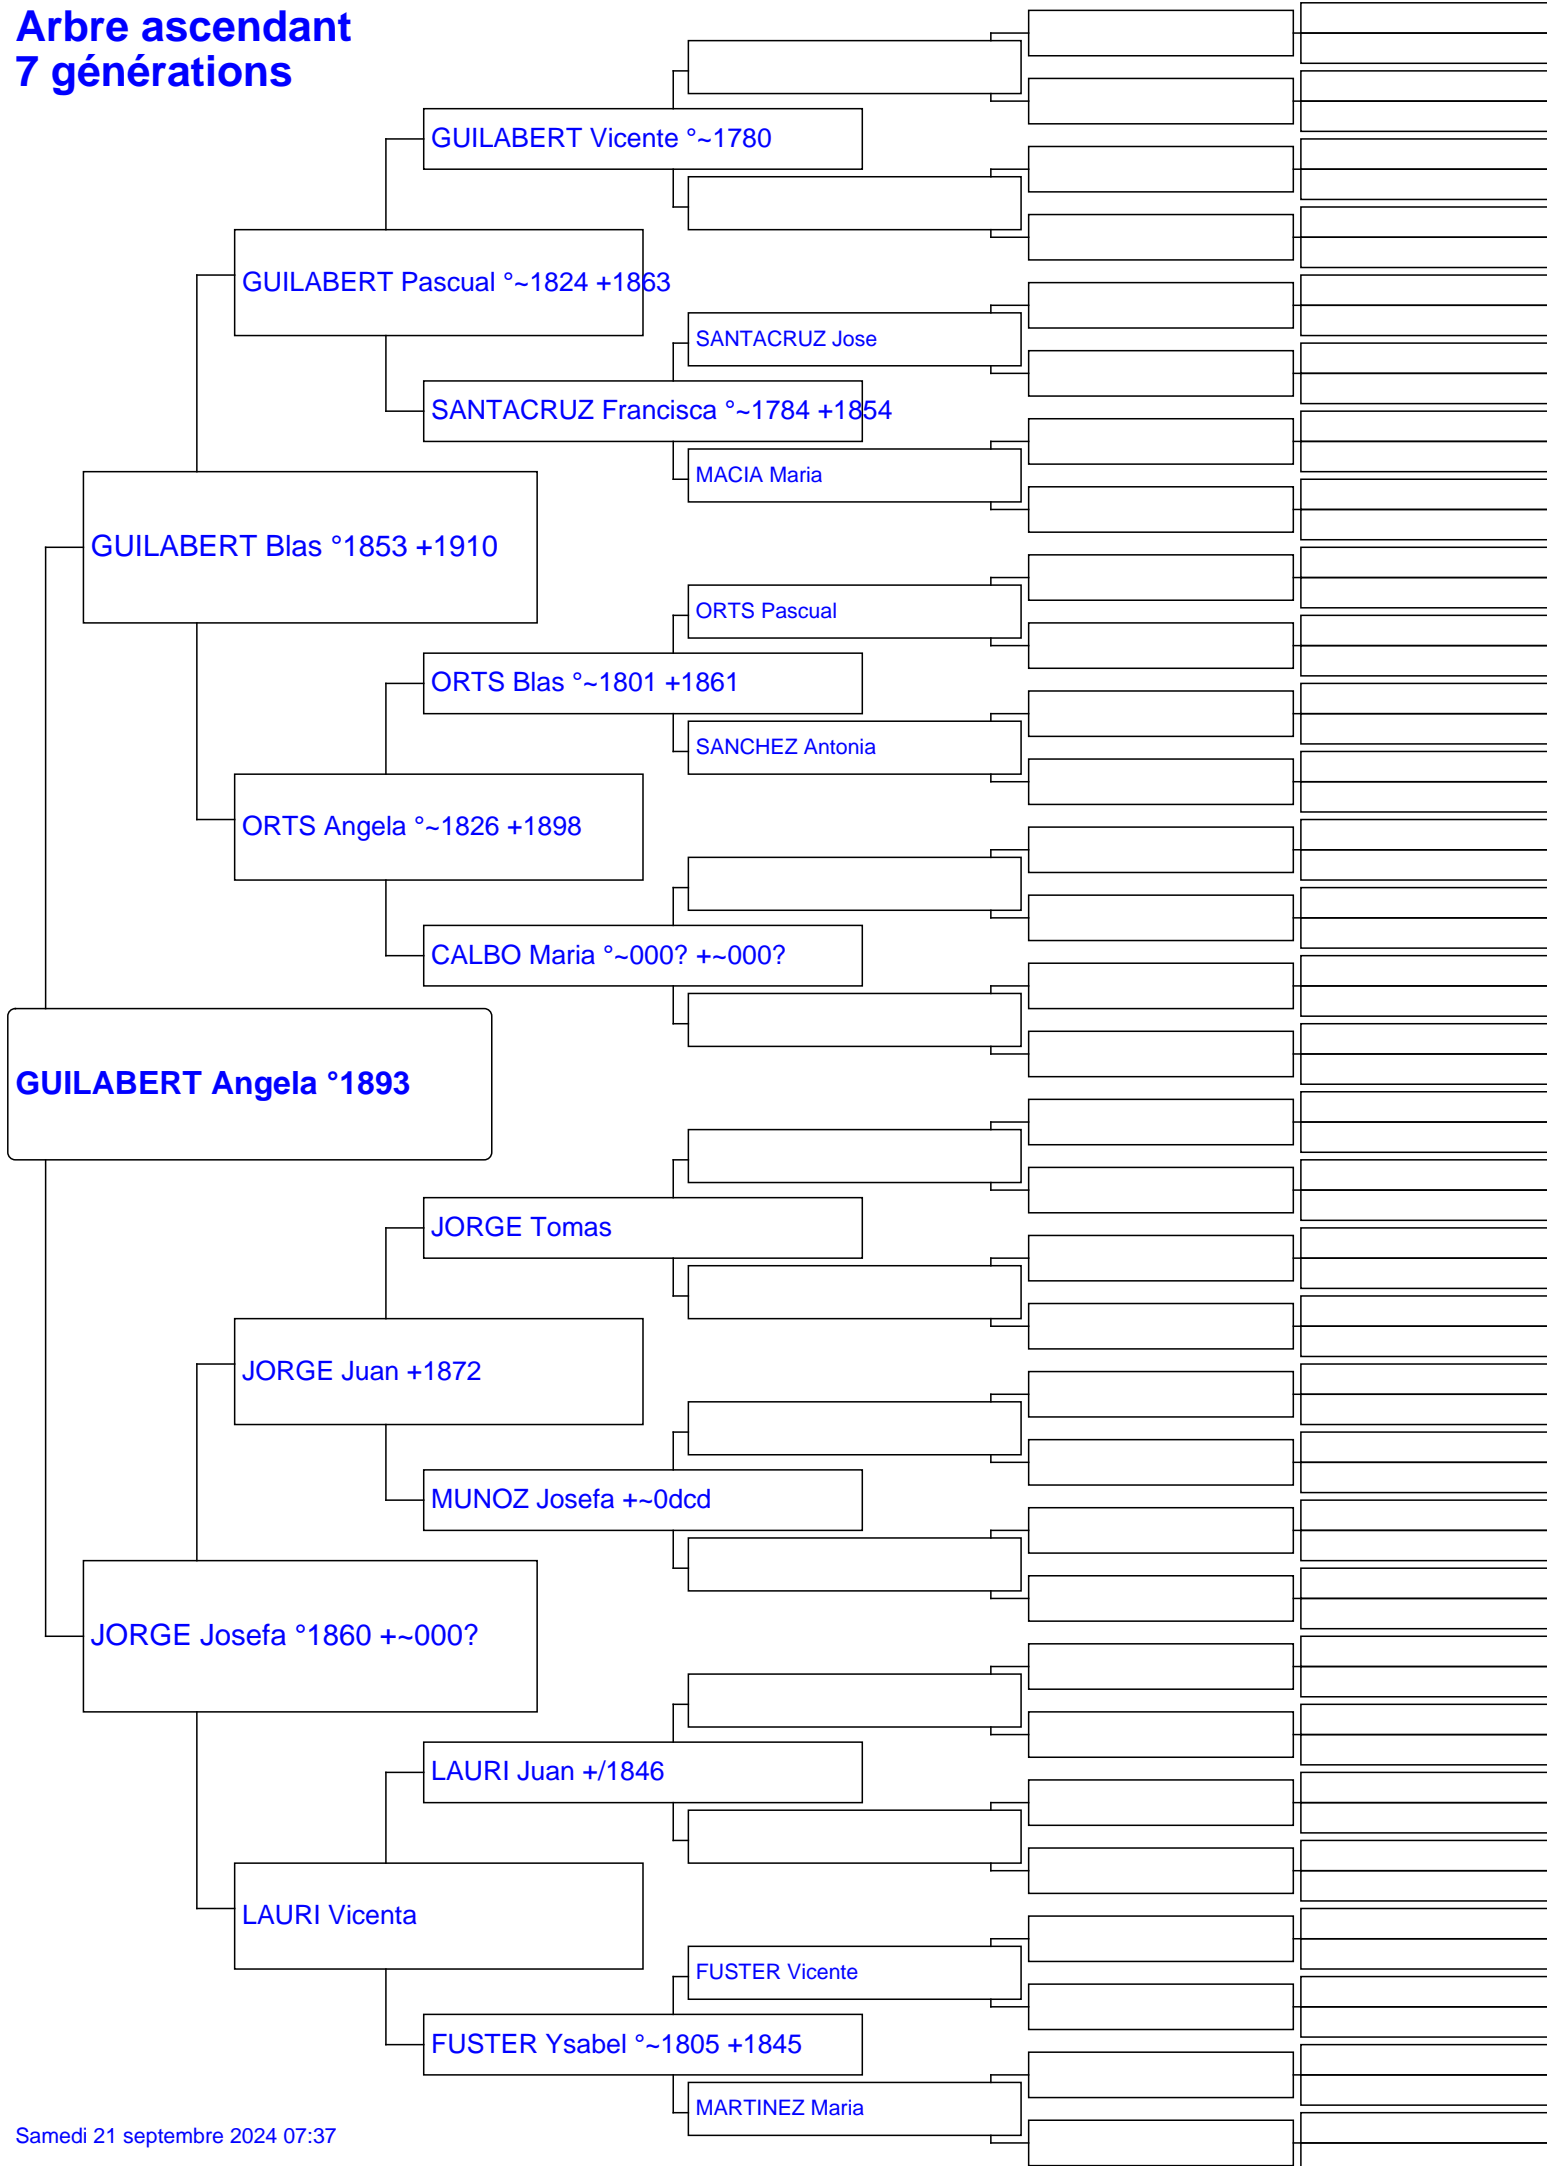 Arbre ascendant
7 générations
GUILABERT Vicente °~1780
GUILABERT Pascual °~1824 +1863
SANTACRUZ Jose
SANTACRUZ Francisca °~1784 +1854
MACIA Maria
GUILABERT Blas °1853 +1910
ORTS Pascual
ORTS Blas °~1801 +1861
SANCHEZ Antonia
ORTS Angela °~1826 +1898
CALBO Maria °~000? +~000?
GUILABERT Angela °1893
JORGE Tomas
JORGE Juan +1872
MUNOZ Josefa +~0dcd
JORGE Josefa °1860 +~000?
LAURI Juan +/1846
LAURI Vicenta
FUSTER Vicente
FUSTER Ysabel °~1805 +1845
MARTINEZ Maria
Samedi 21 septembre 2024 07:37